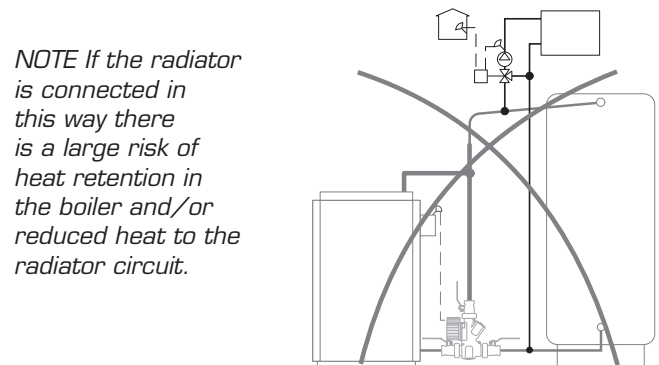 NOTE If the radiator
is connected in
this way there
is a large risk of
heat retention in
the boiler and/or
reduced heat to the
radiator circuit.